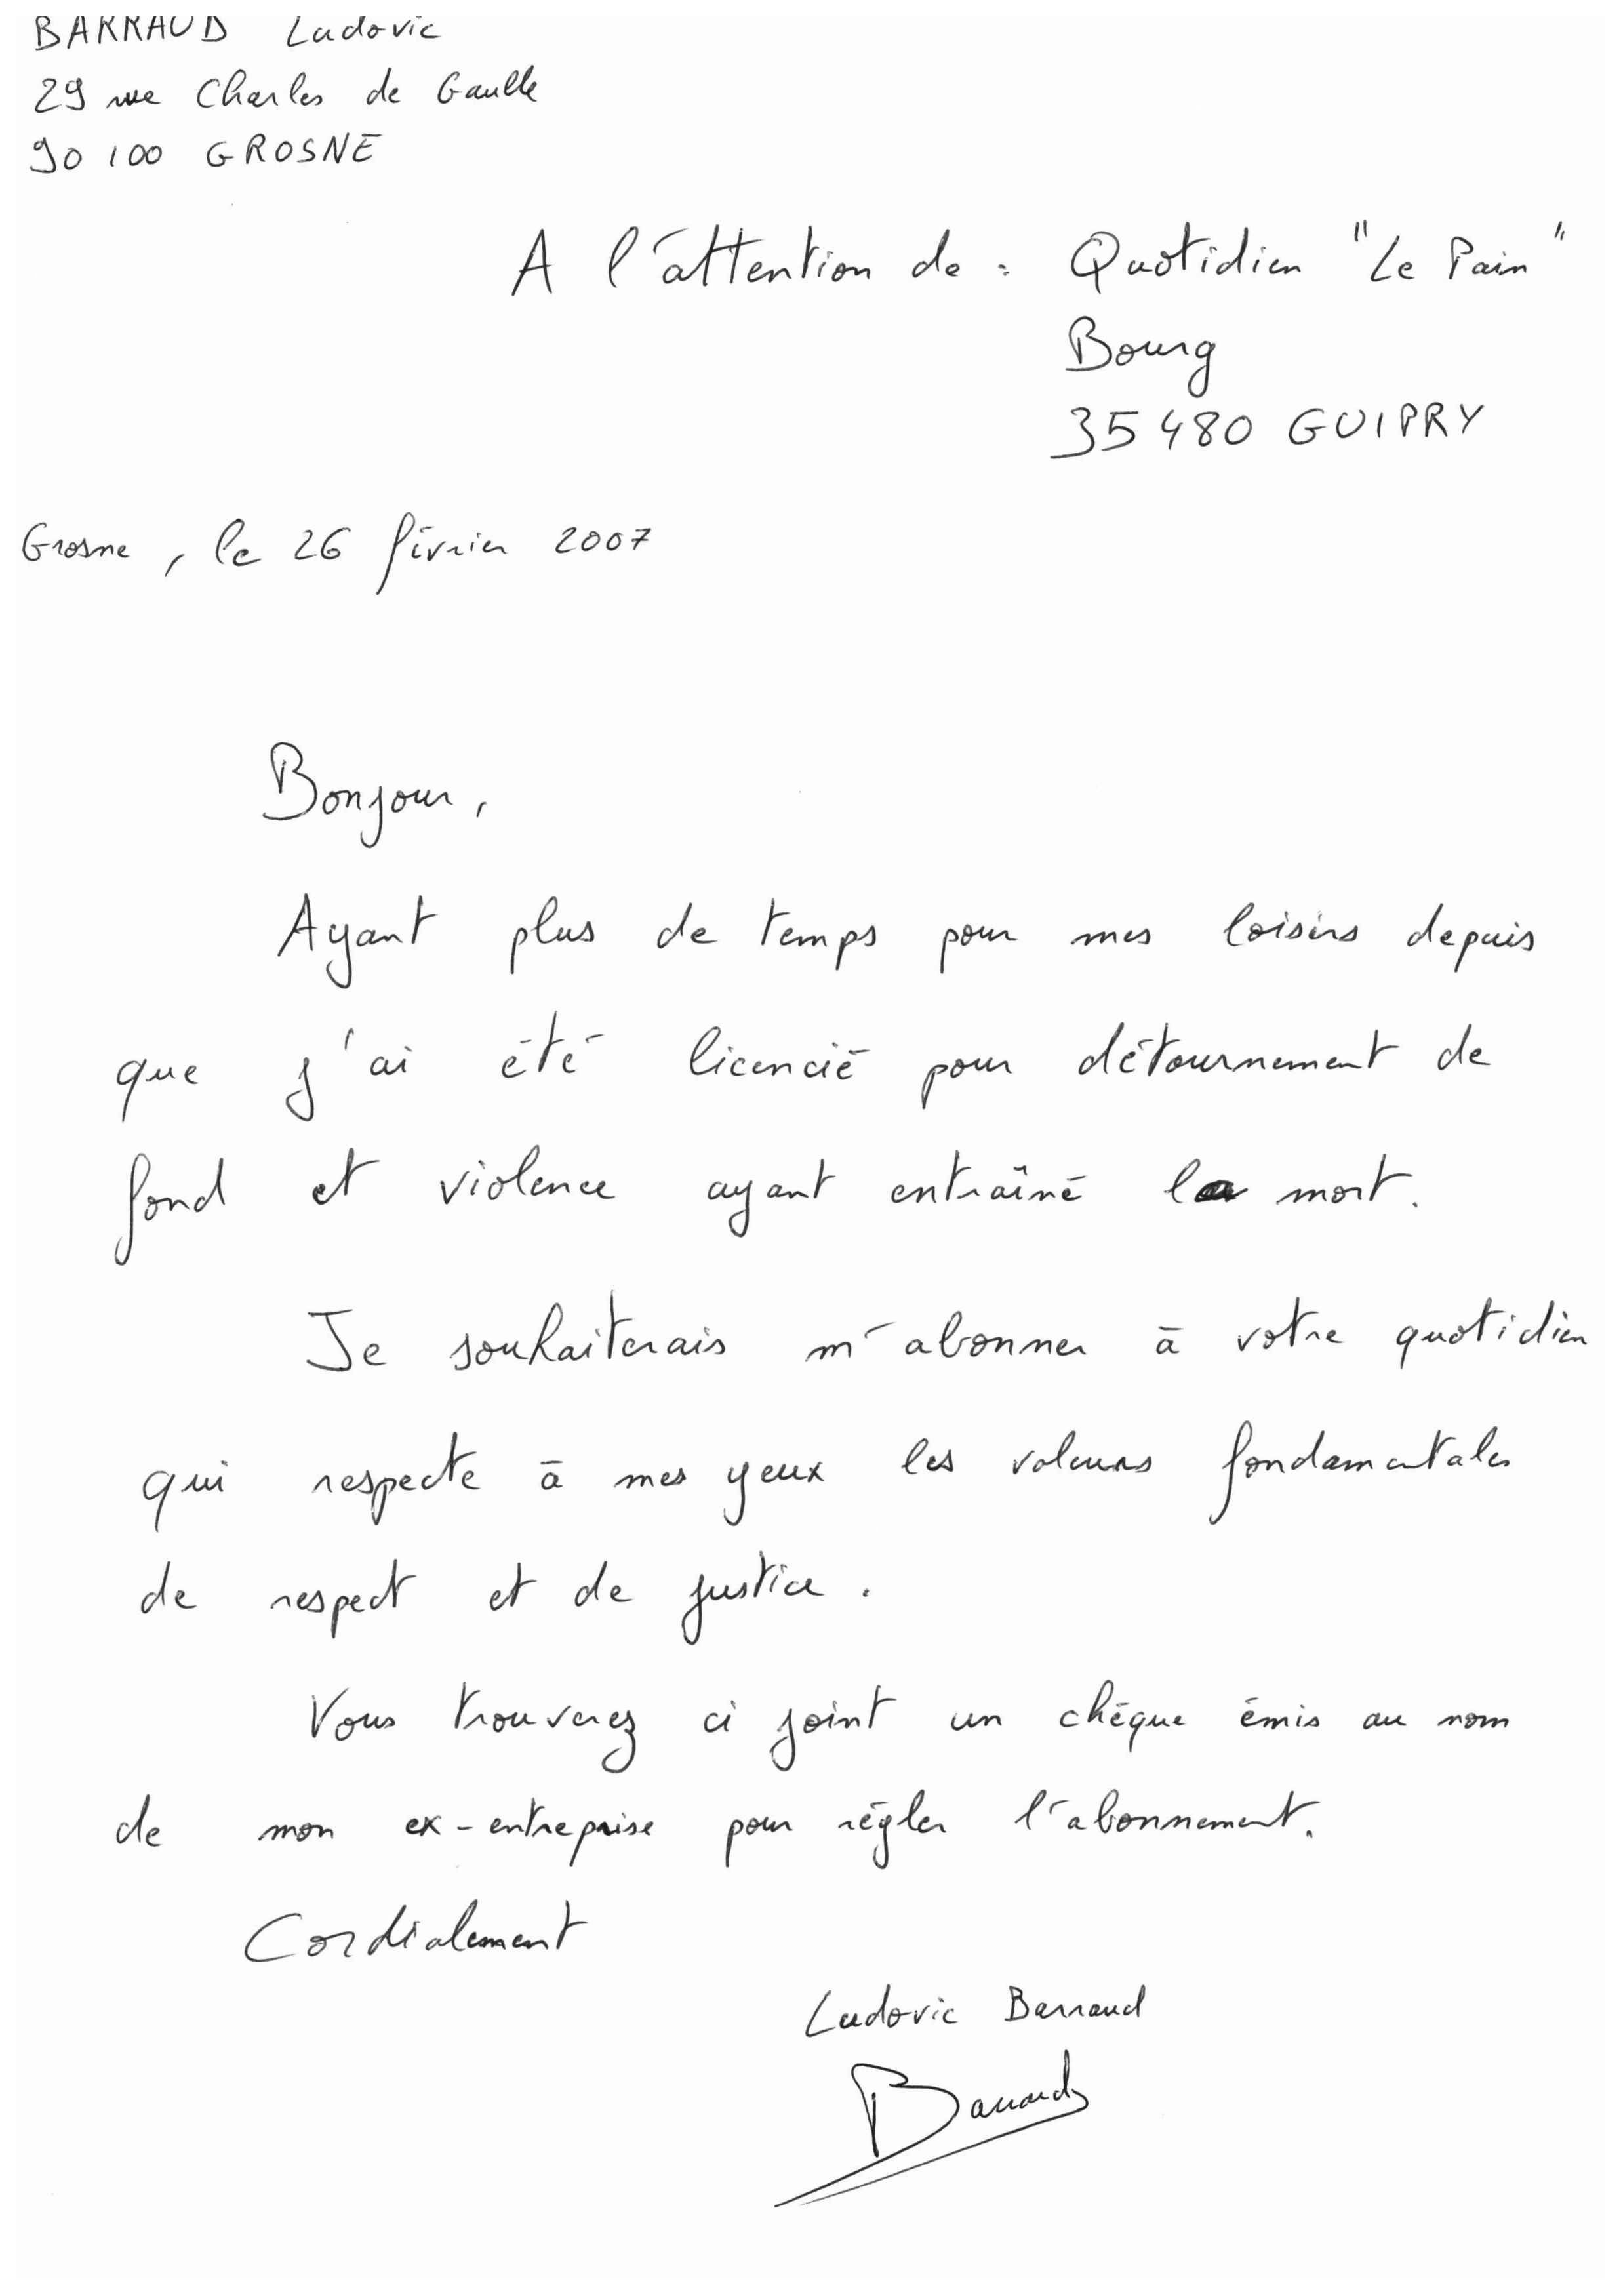 BARRAUD Ludovic
29 rue Charles de Gaulle
90 100 GROSNE
A l'attention de : Quotidien "Le Pain"
Bourg
35480 GUIPRY
Grosne, le 26 février 2007
Bonjour,
Ayant plus de temps pour mes loisirs depuis
que j'ai été licencié pour détournement de
fond et violence ayant entraîné la mort.
Je souhaiterais m'abonner à votre quotidien
qui respecte à mes yeux les valeurs fondamentales
de respect et de justice.
Vous trouverez ci joint un chèque émis au nom
de mon ex-entreprise pour régler l'abonnement.
Cordialement
Ludovic Barraud
Barraud